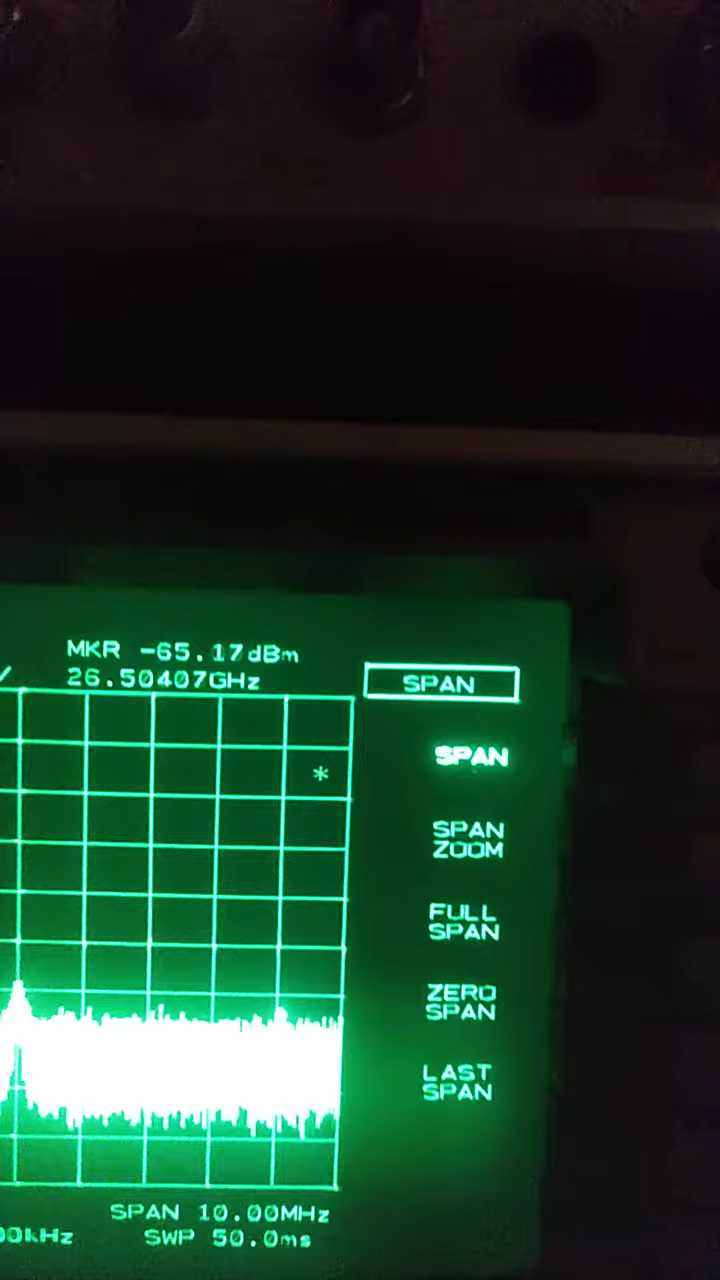 MKR -65.17dBm
26.50407GHz
*
SPAN
SPAN
SPAN
ZOOM
FULL
SPAN
ZERO
SPAN
LAST
SPAN
SPAN 10.00MHz
SWP 50.0ms